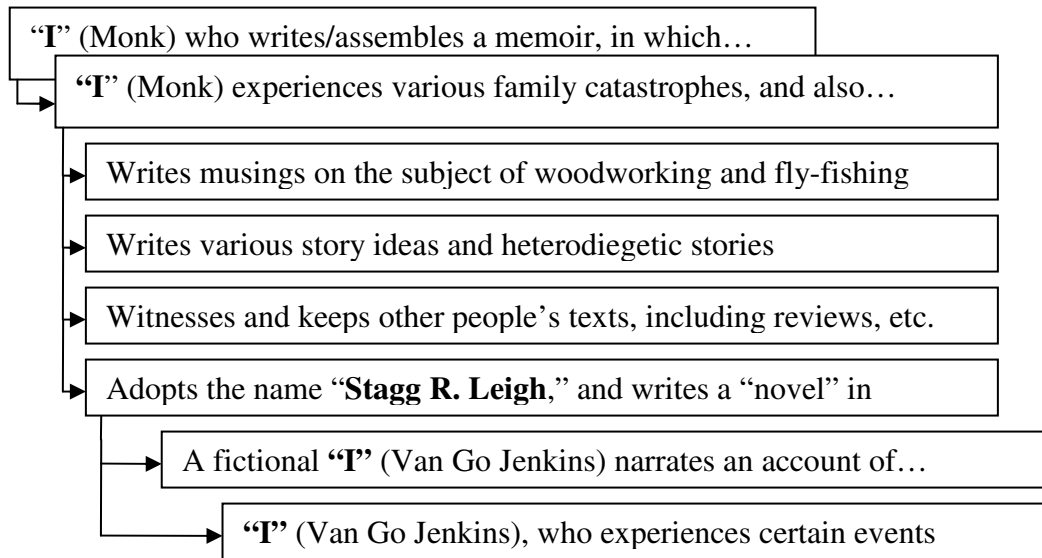 “I” (Monk) who writes/assembles a memoir, in which…
“I” (Monk) experiences various family catastrophes, and also…
Writes musings on the subject of woodworking and fly-fishing
Writes various story ideas and heterodiegetic stories
Witnesses and keeps other people’s texts, including reviews, etc.
Adopts the name “Stagg R. Leigh,” and writes a “novel” in
A fictional “I” (Van Go Jenkins) narrates an account of…
“I” (Van Go Jenkins), who experiences certain events